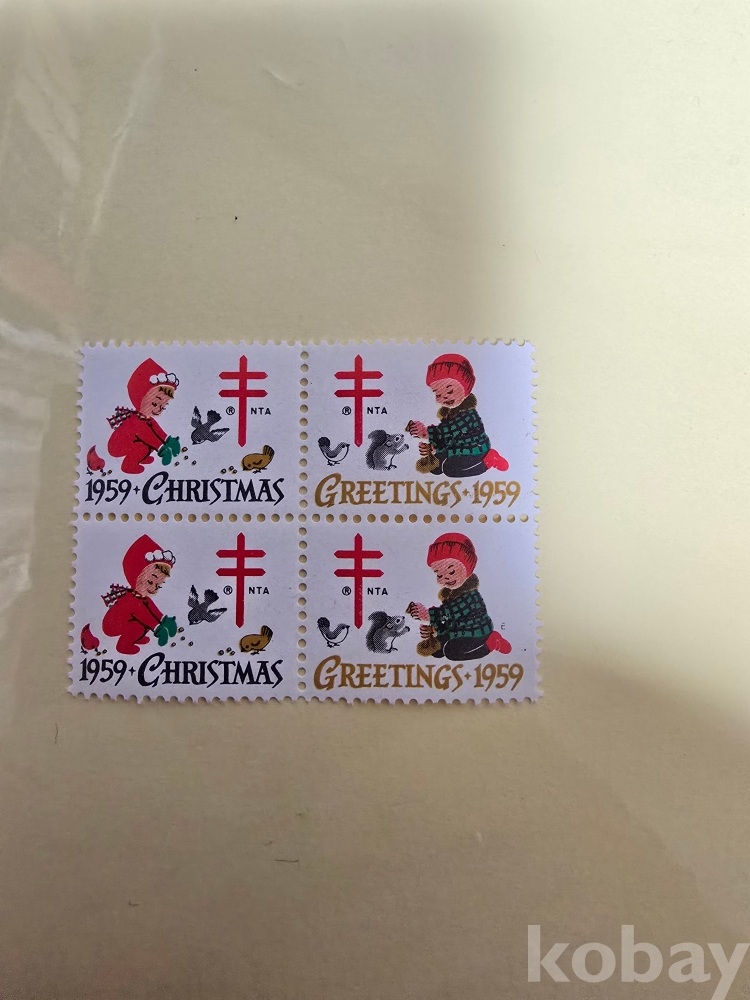 ® NTA
1959 CHRISTMAS
® NTA
GREETINGS 1959
® NTA
1959 CHRISTMAS
® NTA
E
GREETINGS 1959
kobay